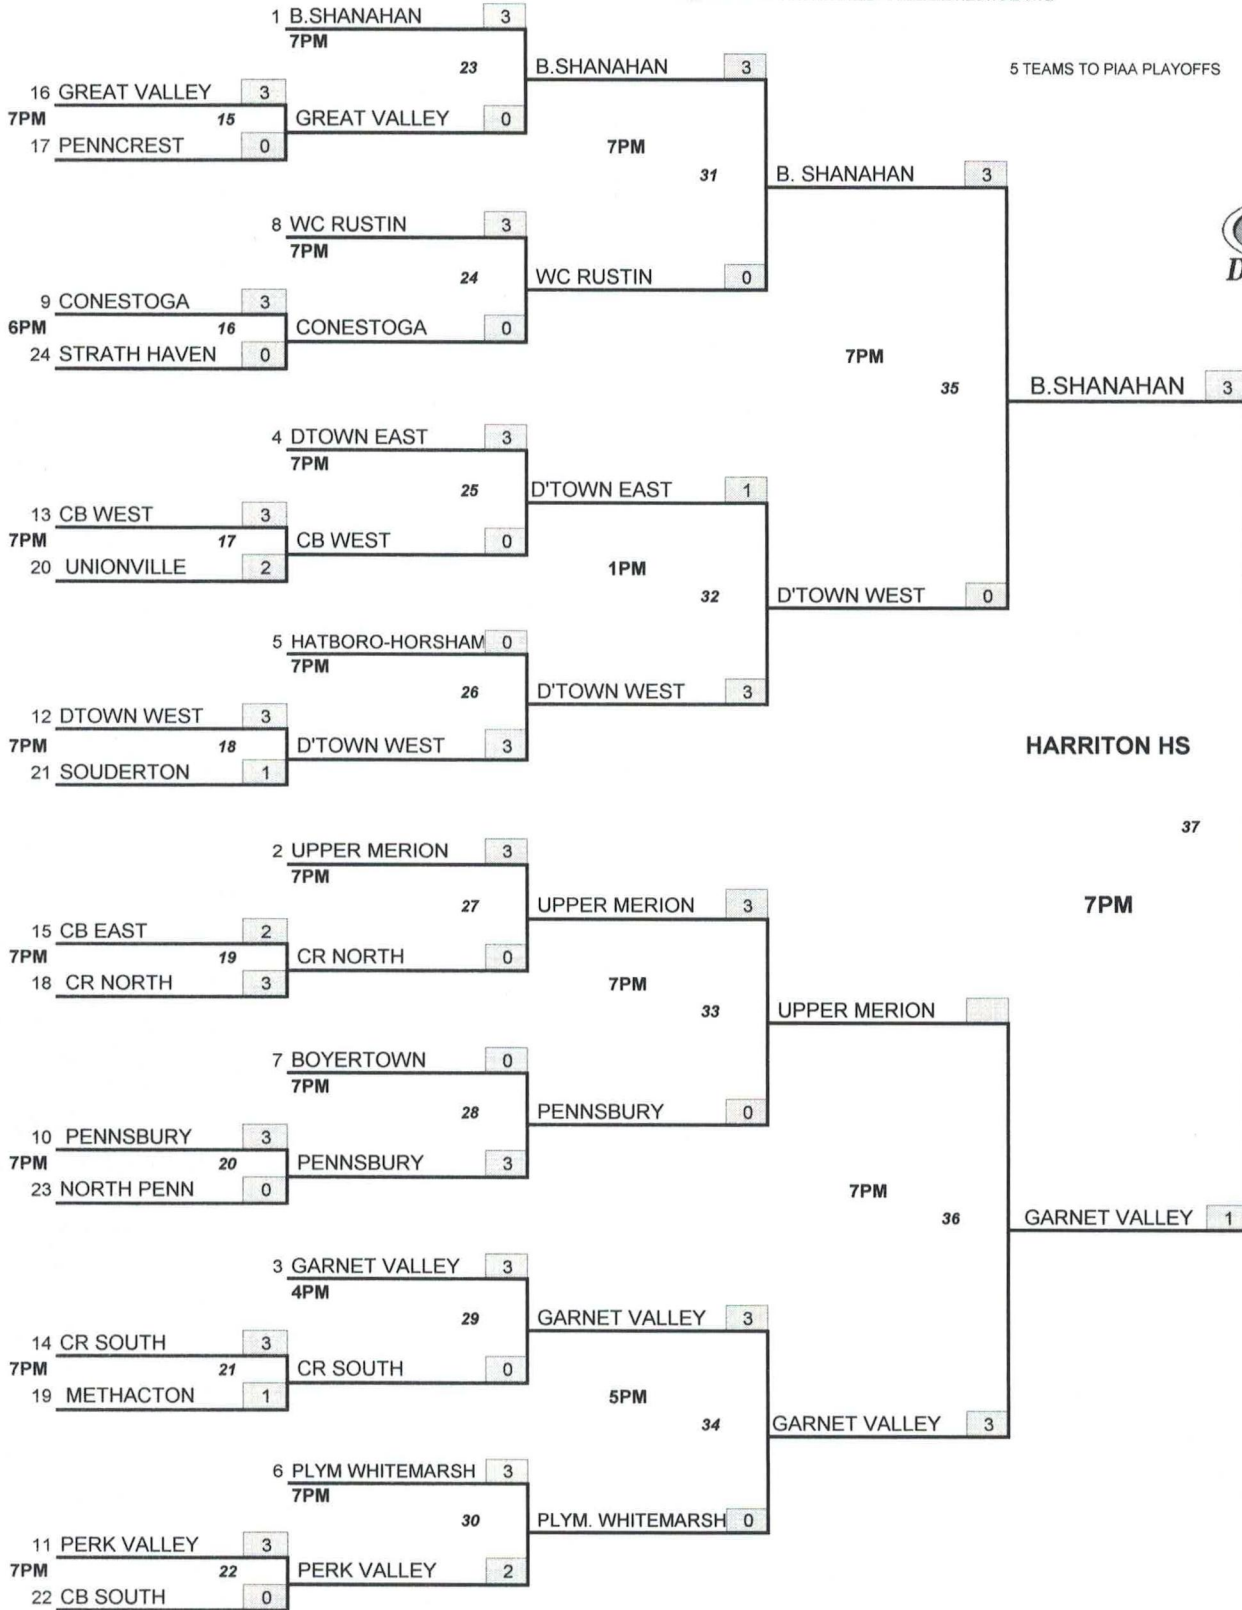 5 TEAMS TO PIAA PLAYOFFS
1 B.SHANAHAN 3
7PM
23
B.SHANAHAN 3
16 GREAT VALLEY 3
7PM 15
GREAT VALLEY 0
17 PENNCREST 0
7PM
31
B. SHANAHAN 3
8 WC RUSTIN 3
7PM
24
WC RUSTIN 0
9 CONESTOGA 3
6PM 16
CONESTOGA 0
24 STRATH HAVEN 0
7PM
35
B.SHANAHAN 3
4 DTOWN EAST 3
7PM
25
D'TOWN EAST 1
13 CB WEST 3
7PM 17
CB WEST 0
20 UNIONVILLE 2
1PM
32
D'TOWN WEST 0
5 HATBORO-HORSHAM 0
7PM
26
D'TOWN WEST 3
12 DTOWN WEST 3
7PM 18
D'TOWN WEST 3
21 SOUDERTON 1
HARRITON HS
37
7PM
2 UPPER MERION 3
7PM
27
UPPER MERION 3
15 CB EAST 2
7PM 19
CR NORTH 0
18 CR NORTH 3
7PM
33
UPPER MERION
7 BOYERTOWN 0
7PM
28
PENNSBURY 0
10 PENNSBURY 3
7PM 20
PENNSBURY 3
23 NORTH PENN 0
7PM
36
GARNET VALLEY 1
3 GARNET VALLEY 3
4PM
29
GARNET VALLEY 3
14 CR SOUTH 3
7PM 21
CR SOUTH 0
19 METHACTON 1
5PM
34
GARNET VALLEY 3
6 PLYM WHITEMARSH 3
7PM
30
PLYM. WHITEMARSH 0
11 PERK VALLEY 3
7PM 22
PERK VALLEY 2
22 CB SOUTH 0